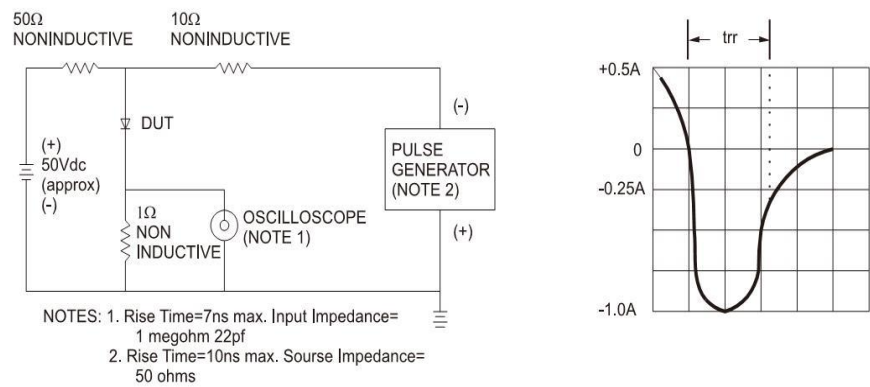 50Ω
NONINDUCTIVE
10Ω
NONINDUCTIVE
DUT
(+)
50Vdc
(approx)
(-)
1Ω
NON
INDUCTIVE
OSCILLOSCOPE
(NOTE 1)
(-)
PULSE
GENERATOR
(NOTE 2)
(+)
NOTES: 1. Rise Time=7ns max. Input Impedance=
1 megohm 22pf
2. Rise Time=10ns max. Sourse Impedance=
50 ohms
trr
+0.5A
0
-0.25A
-1.0A